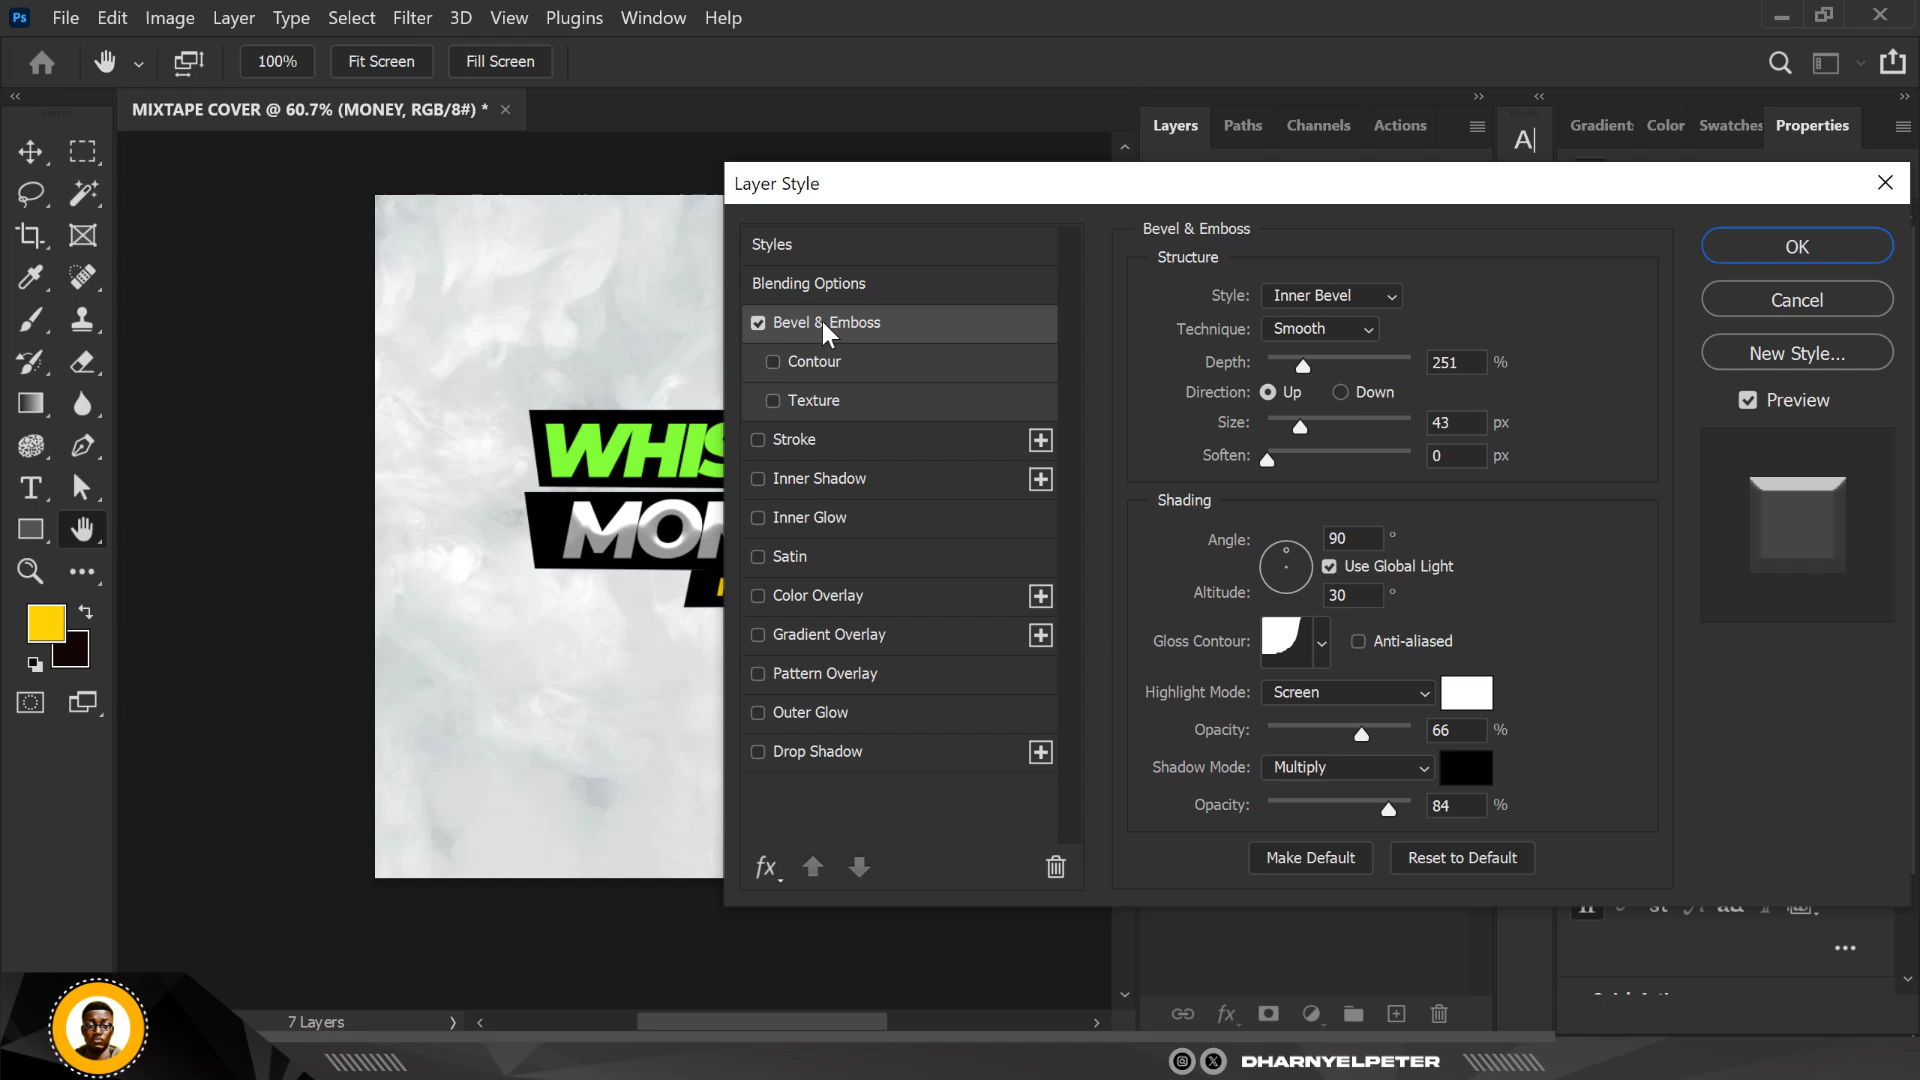 Ps File Edit Image Layer Type Select Filter 3D View Plugins Window Help
100% Fit Screen Fill Screen
MIXTAPE COVER @ 60.7% (MONEY, RGB/8#) *
Layers Paths Channels Actions
Gradient Color Swatches Properties
A
Layer Style
Styles
Blending Options
Bevel & Emboss
Contour
Texture
Stroke
Inner Shadow
Inner Glow
Satin
Color Overlay
Gradient Overlay
Pattern Overlay
Outer Glow
Drop Shadow
fx
Bevel & Emboss
Structure
Style: Inner Bevel
Technique: Smooth
Depth: 251 %
Direction: Up Down
Size: 43 px
Soften: 0 px
Shading
Angle: 90 °
Use Global Light
Altitude: 30 °
Gloss Contour: Anti-aliased
Highlight Mode: Screen
Opacity: 66 %
Shadow Mode: Multiply
Opacity: 84 %
Make Default Reset to Default
OK
Cancel
New Style...
Preview
WHIS
MON
7 Layers
fx
DHARNYELPETER